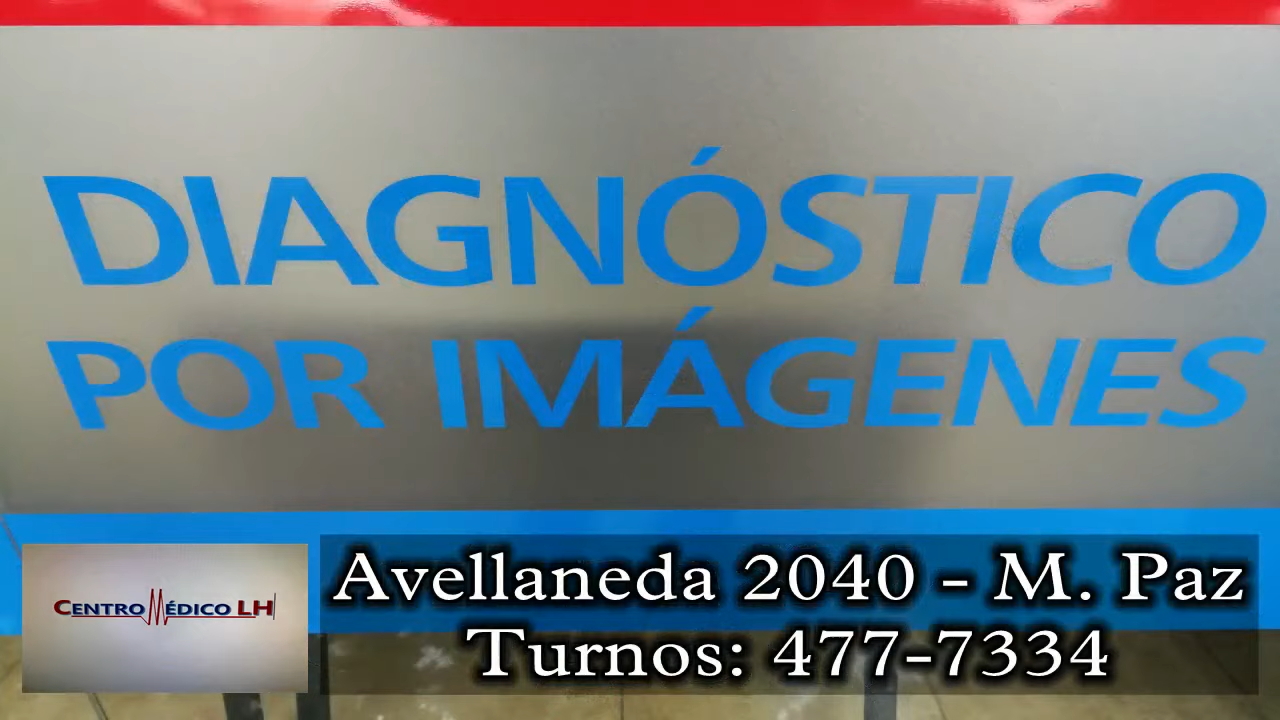 DIAGNÓSTICO
POR IMÁGENES
CENTRO MÉDICO LH
Avellaneda 2040 - M. Paz
Turnos: 477-7334